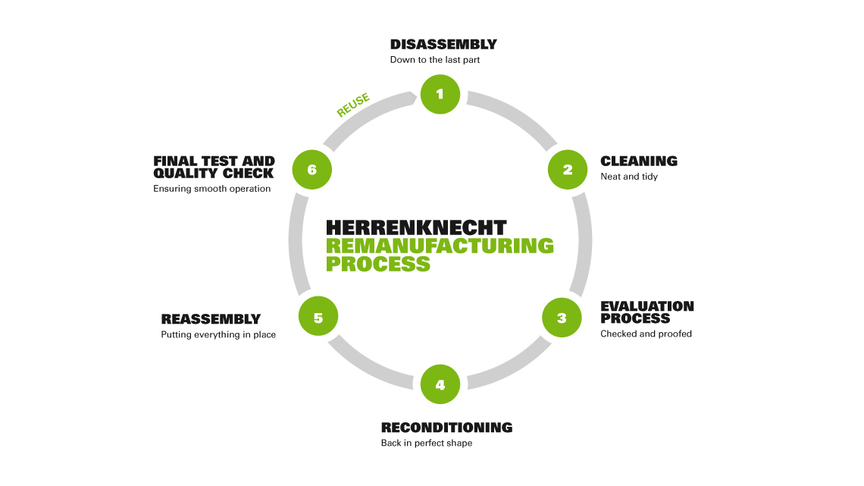 DISASSEMBLY
Down to the last part
1
REUSE
2
CLEANING
Neat and tidy
3
EVALUATION
PROCESS
Checked and proofed
4
RECONDITIONING
Back in perfect shape
5
REASSEMBLY
Putting everything in place
6
FINAL TEST AND
QUALITY CHECK
Ensuring smooth operation
HERRENKNECHT
REMANUFACTURING
PROCESS